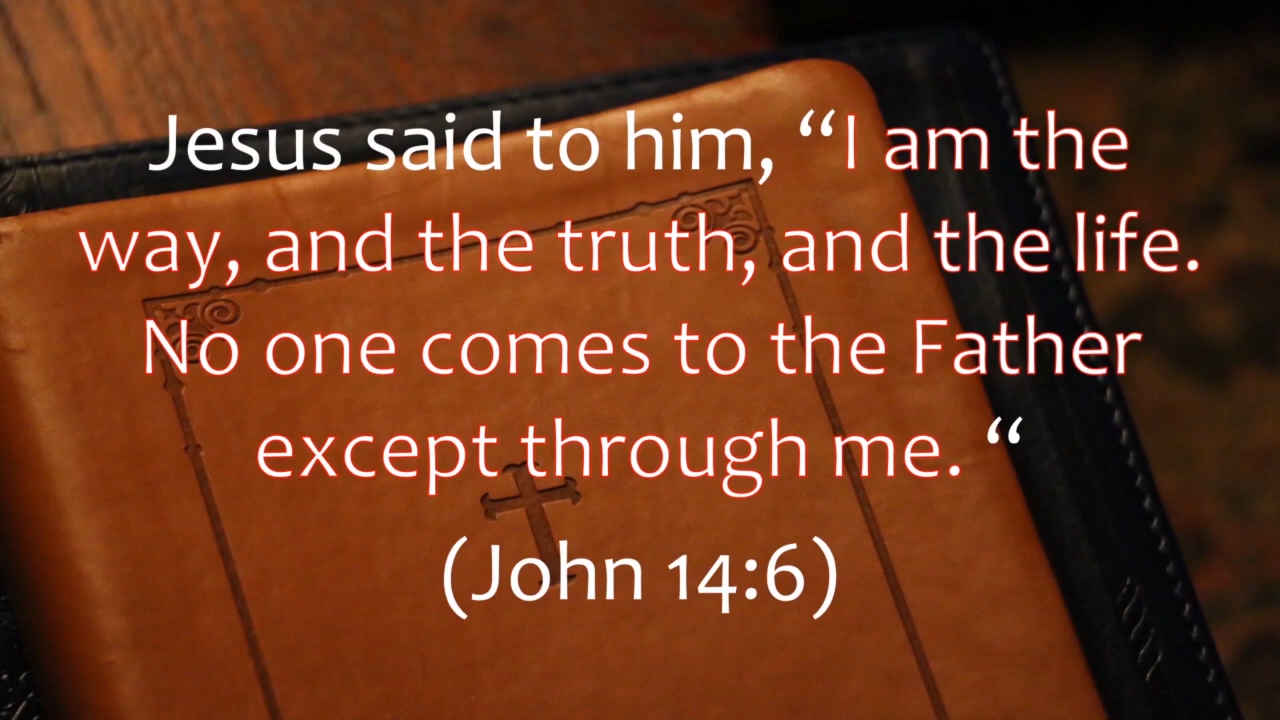 Jesus said to him, “I am the
way, and the truth, and the life.
No one comes to the Father
except through me. “
(John 14:6)